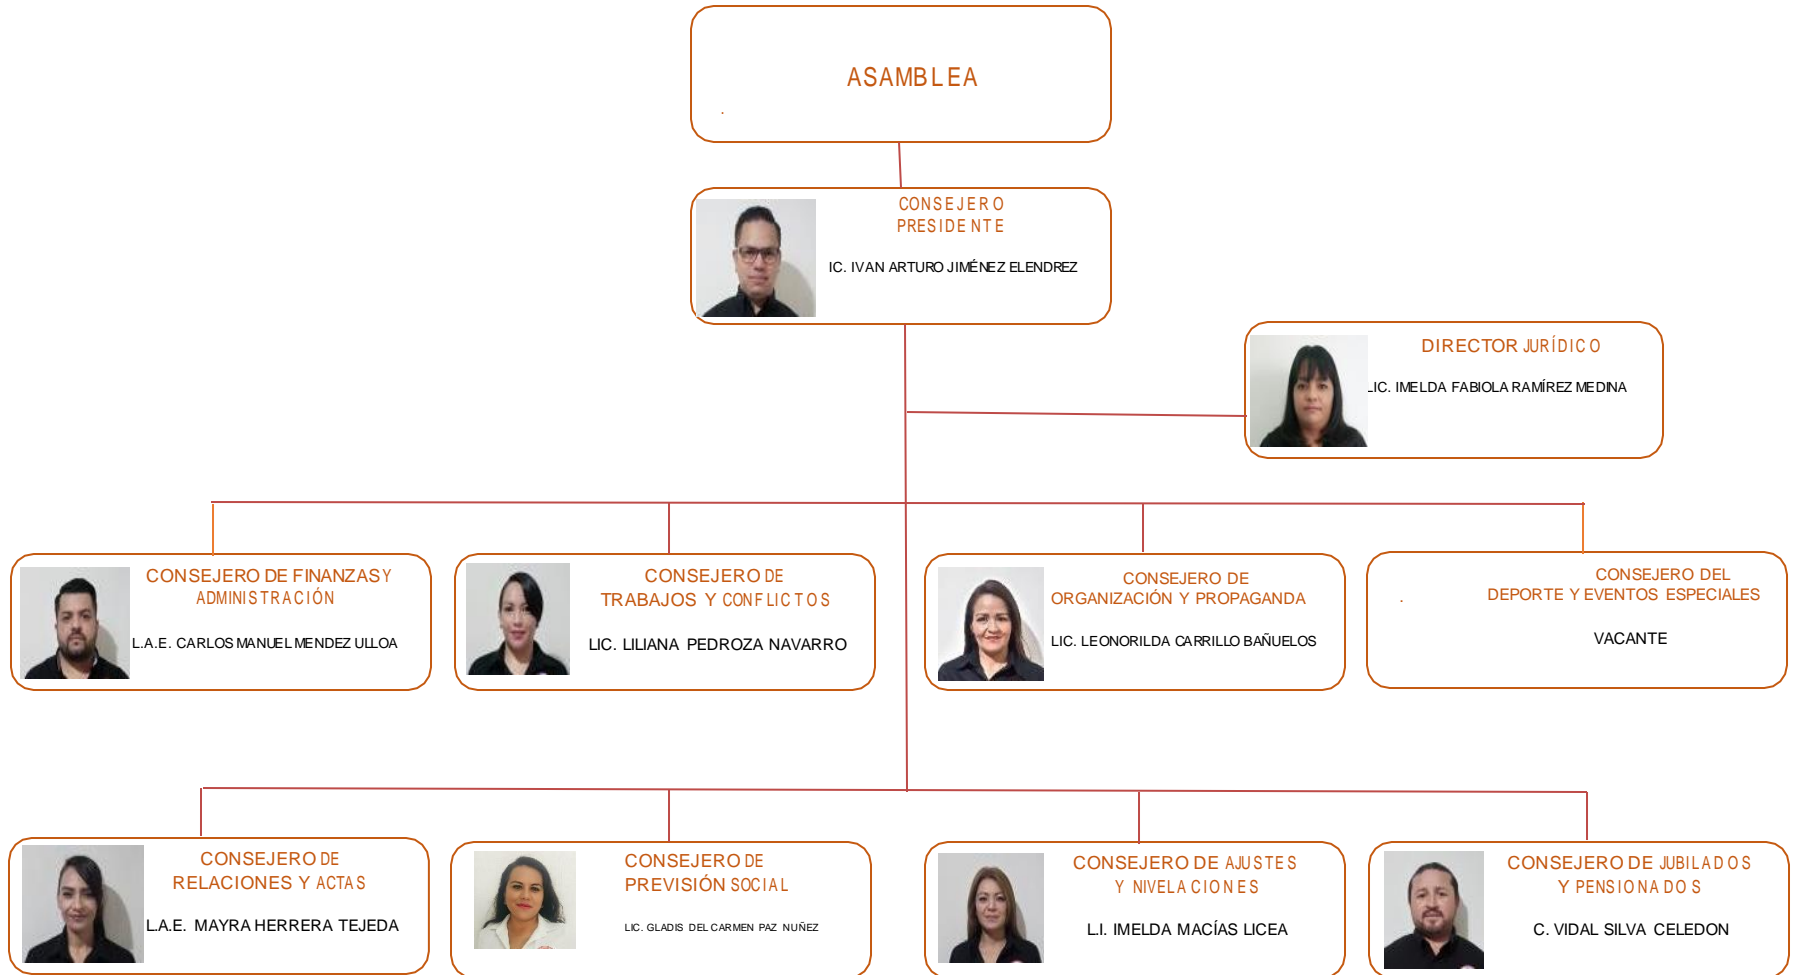 ASAMBLEA
.
CONSEJERO
PRESIDENTE
IC. IVAN ARTURO JIMÉNEZ ELENDREZ
DIRECTOR JURÍDICO
LIC. IMELDA FABIOLA RAMÍREZ MEDINA
CONSEJERO DE FINANZAS Y
ADMINISTRACIÓN
L.A.E. CARLOS MANUEL MENDEZ ULLOA
CONSEJERO DE
TRABAJOS Y CONFLICTOS
LIC. LILIANA PEDROZA NAVARRO
CONSEJERO DE
ORGANIZACIÓN Y PROPAGANDA
LIC. LEONORILDA CARRILLO BAÑUELOS
CONSEJERO DEL
. DEPORTE Y EVENTOS ESPECIALES
VACANTE
CONSEJERO DE
RELACIONES Y ACTAS
L.A.E. MAYRA HERRERA TEJEDA
CONSEJERO DE
PREVISIÓN SOCIAL
LIC. GLADIS DEL CARMEN PAZ NUÑEZ
CONSEJERO DE AJUSTES
Y NIVELACIONES
L.I. IMELDA MACÍAS LICEA
CONSEJERO DE JUBILADOS
Y PENSIONADOS
C. VIDAL SILVA CELEDON